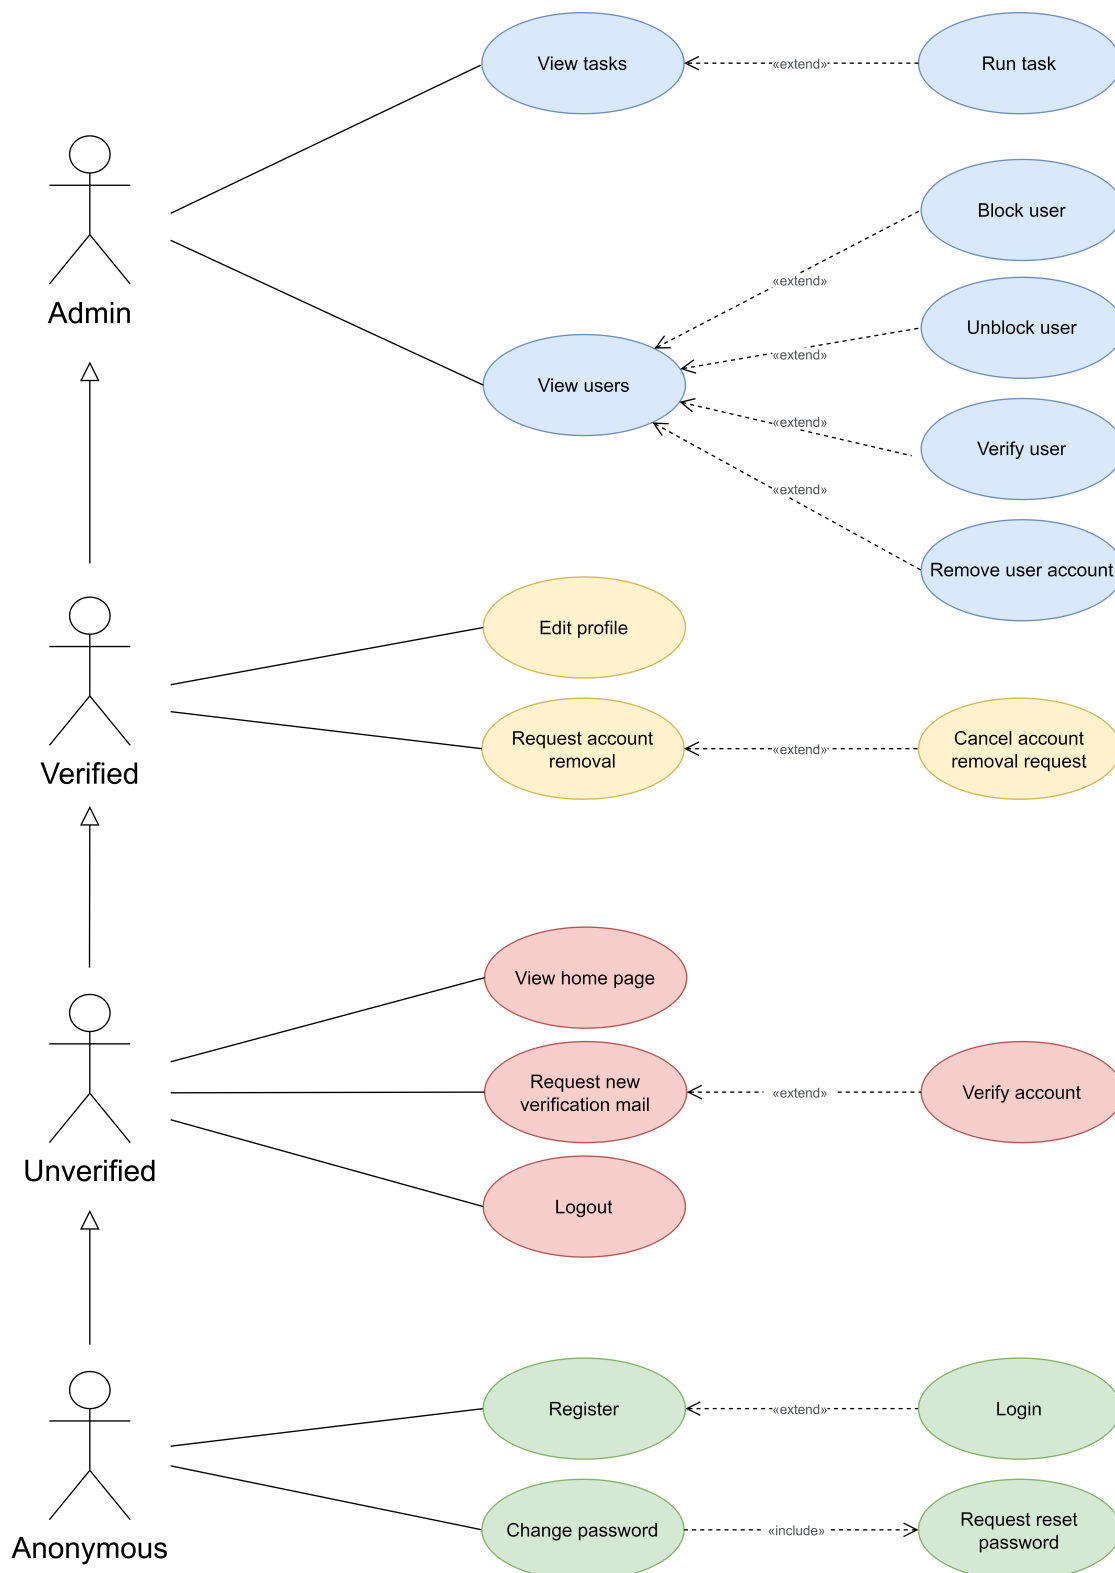 View tasks
«extend»
Run task
Block user
«extend»
Unblock user
Admin
«extend»
View users
«extend»
Verify user
«extend»
Remove user account
Edit profile
Request account
removal
«extend»
Cancel account
removal request
Verified
View home page
Request new
verification mail
«extend»
Verify account
Unverified
Logout
Register
«extend»
Login
Change password
«include»
Request reset
password
Anonymous